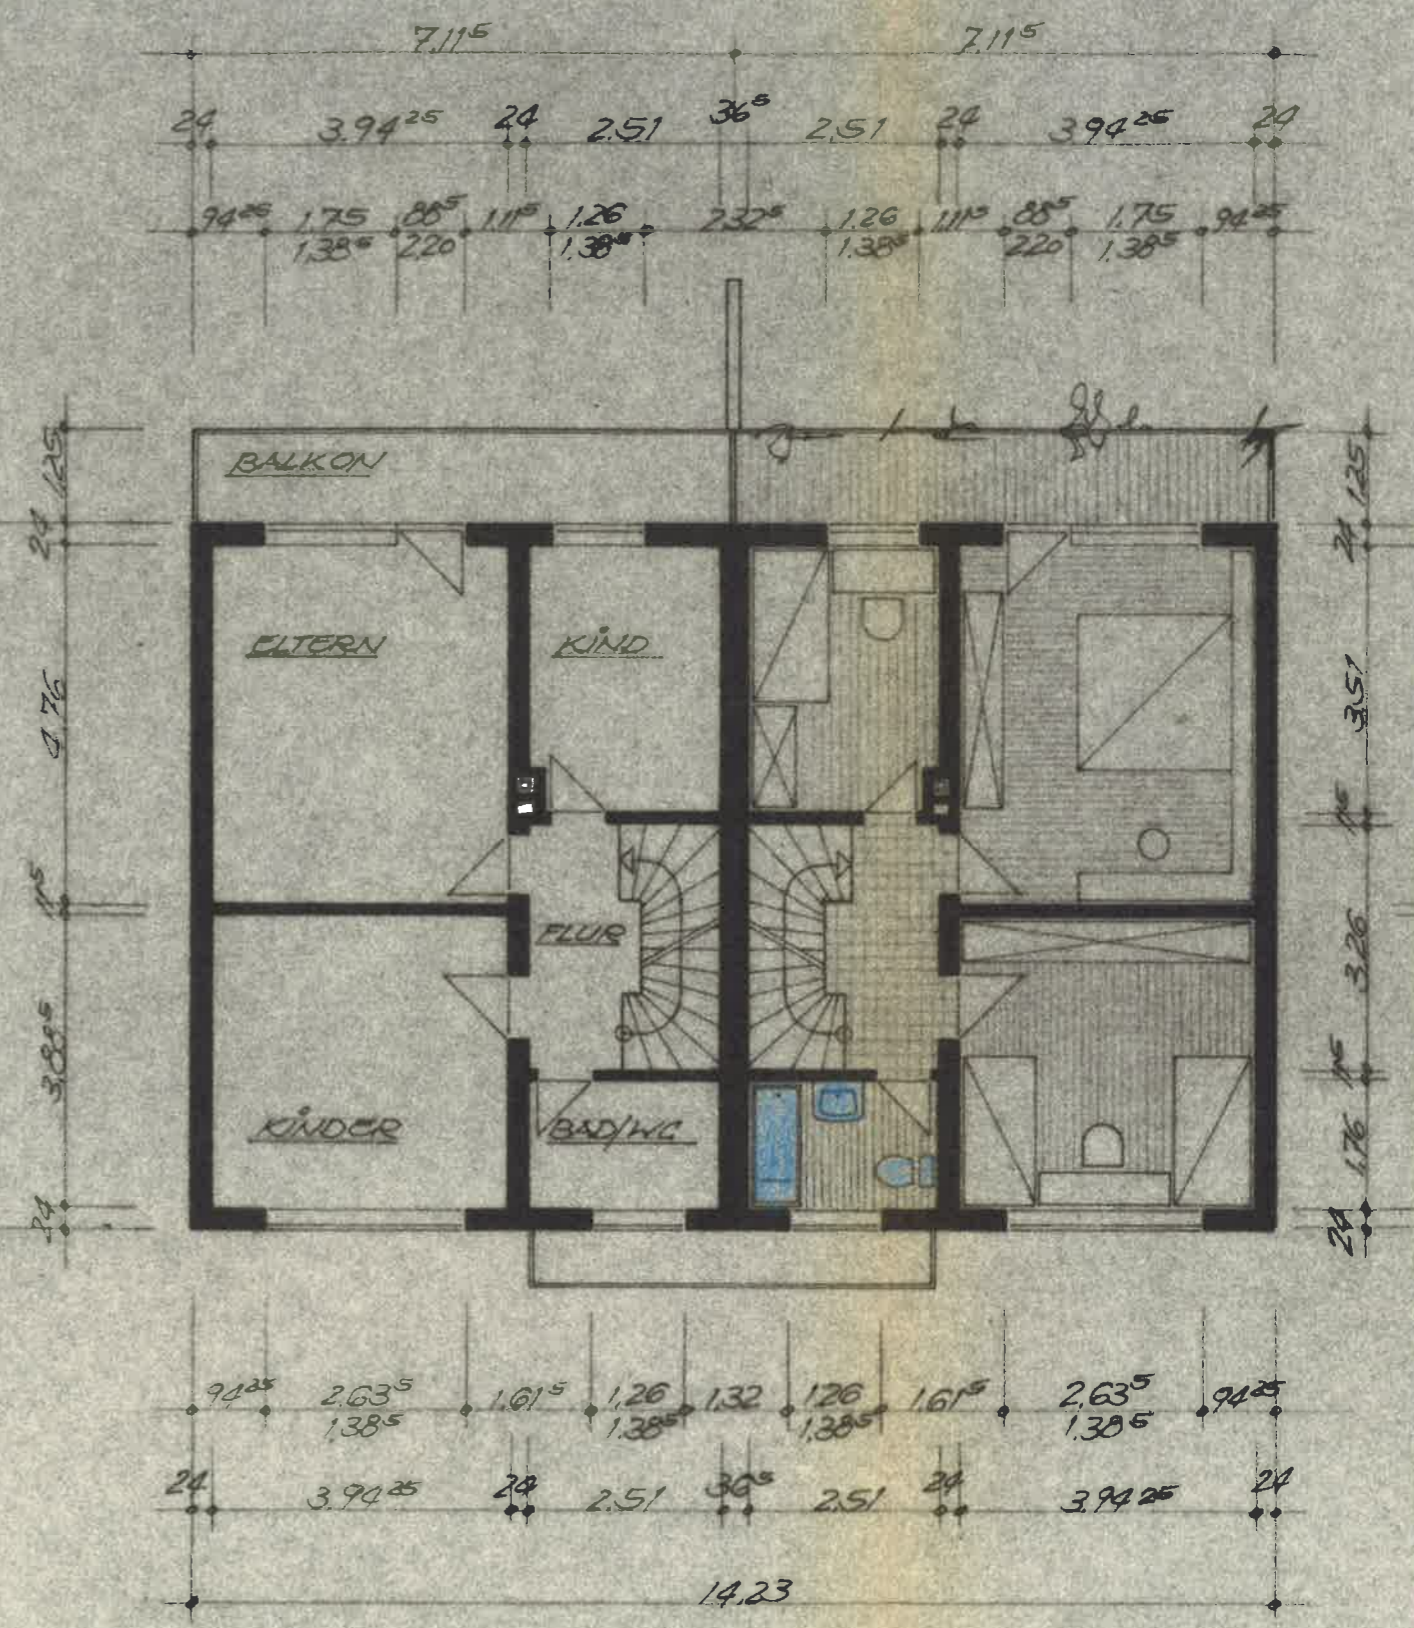 7.11⁵ 7.11⁵
24 3.94²⁵ 24 2.51 36⁵ 2.51 24 3.94²⁵ 24
94²⁵ 1.75 88⁵ 1.11⁵ 1.26 2.32⁵ 1.26 1.11⁵ 88⁵ 1.75 94²⁵
1.38⁵ 2.20 1.38⁵ 1.38⁵ 2.20 1.38⁵
BALKON
1.25 1.25
24 24
ELTERN KIND
4.76 3.51
11⁵
11⁵
FLUR
3.26
3.88⁵
11⁵
KINDER BAD/WC
1.76
24 24
94²⁵ 2.63⁵ 1.61⁵ 1.26 1.32 1.26 1.61⁵ 2.63⁵ 94²⁵
1.38⁵ 1.38⁵ 1.38⁵ 1.38⁵
24 3.94²⁵ 24 2.51 36⁵ 2.51 24 3.94²⁵ 24
14.23